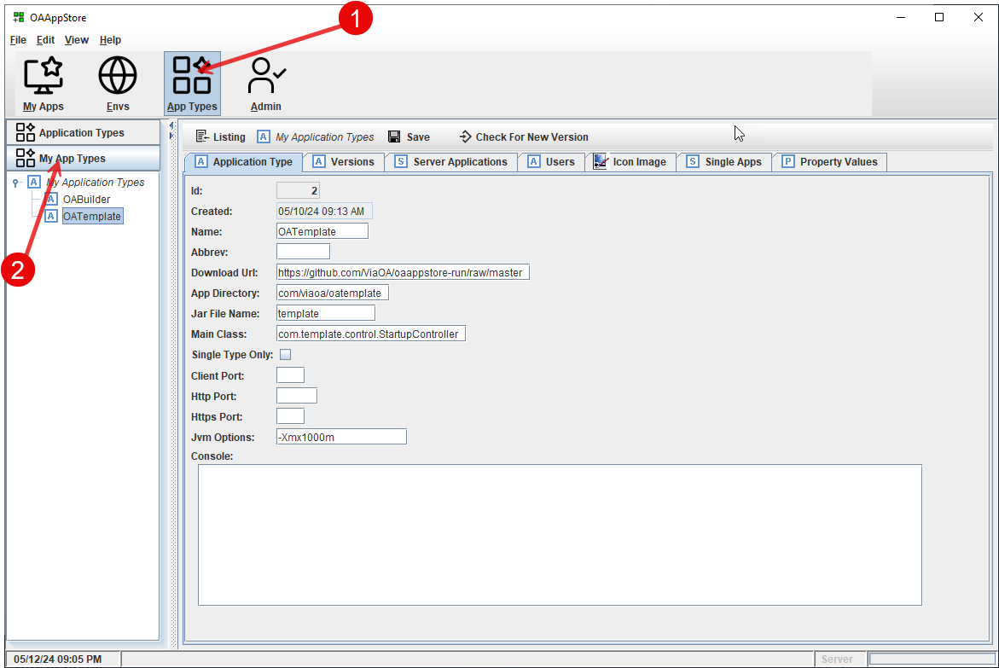 OAAppStore
1
File Edit View Help
My Apps Envs App Types Admin
Application Types
My App Types
My Application Types
OABuilder
OATemplate
2
Listing A My Application Types Save Check For New Version
A Application Type A Versions S Server Applications A Users Icon Image S Single Apps P Property Values
Id: 2
Created: 05/10/24 09:13 AM
Name: OATemplate
Abbrev:
Download Url: https://github.com/ViaOA/oaappstore-run/raw/master
App Directory: com/viaoa/oatemplate
Jar File Name: template
Main Class: com.template.control.StartupController
Single Type Only:
Client Port:
Http Port:
Https Port:
Jvm Options: -Xmx1000m
Console:
05/12/24 09:05 PM Server